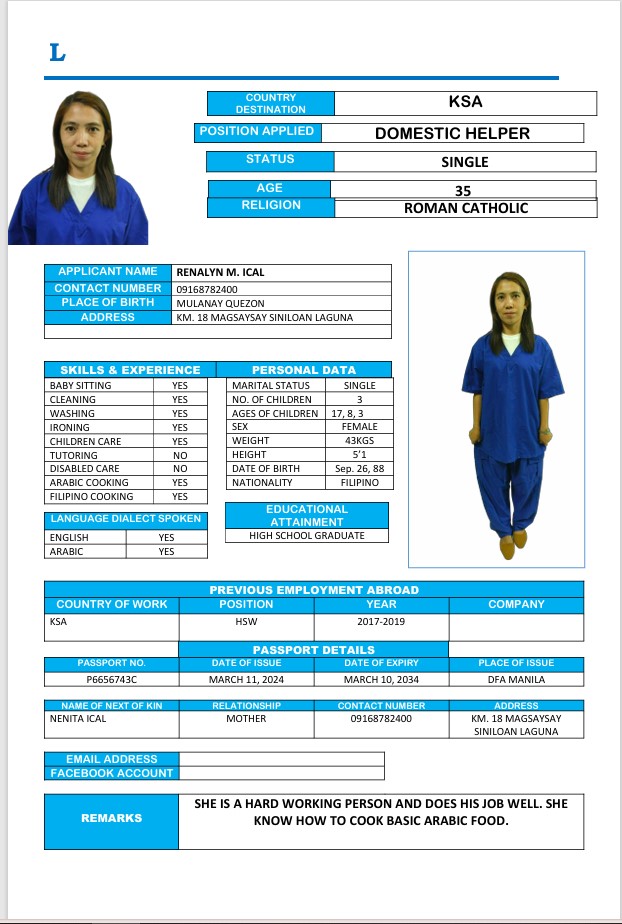 L
COUNTRY DESTINATION KSA
POSITION APPLIED DOMESTIC HELPER
STATUS SINGLE
AGE 35
RELIGION ROMAN CATHOLIC
APPLICANT NAME RENALYN M. ICAL
CONTACT NUMBER 09168782400
PLACE OF BIRTH MULANAY QUEZON
ADDRESS KM. 18 MAGSAYSAY SINILOAN LAGUNA
SKILLS & EXPERIENCE
BABY SITTING YES
CLEANING YES
WASHING YES
IRONING YES
CHILDREN CARE YES
TUTORING NO
DISABLED CARE NO
ARABIC COOKING YES
FILIPINO COOKING YES
LANGUAGE DIALECT SPOKEN
ENGLISH YES
ARABIC YES
PERSONAL DATA
MARITAL STATUS SINGLE
NO. OF CHILDREN 3
AGES OF CHILDREN 17, 8, 3
SEX FEMALE
WEIGHT 43KGS
HEIGHT 5'1
DATE OF BIRTH Sep. 26, 88
NATIONALITY FILIPINO
EDUCATIONAL
ATTAINMENT
HIGH SCHOOL GRADUATE
PREVIOUS EMPLOYMENT ABROAD
COUNTRY OF WORK POSITION YEAR COMPANY
KSA HSW 2017-2019
PASSPORT DETAILS
PASSPORT NO. DATE OF ISSUE DATE OF EXPIRY PLACE OF ISSUE
P6656743C MARCH 11, 2024 MARCH 10, 2034 DFA MANILA
NAME OF NEXT OF KIN RELATIONSHIP CONTACT NUMBER ADDRESS
NENITA ICAL MOTHER 09168782400 KM. 18 MAGSAYSAY
SINILOAN LAGUNA
EMAIL ADDRESS
FACEBOOK ACCOUNT
REMARKS
SHE IS A HARD WORKING PERSON AND DOES HIS JOB WELL. SHE
KNOW HOW TO COOK BASIC ARABIC FOOD.